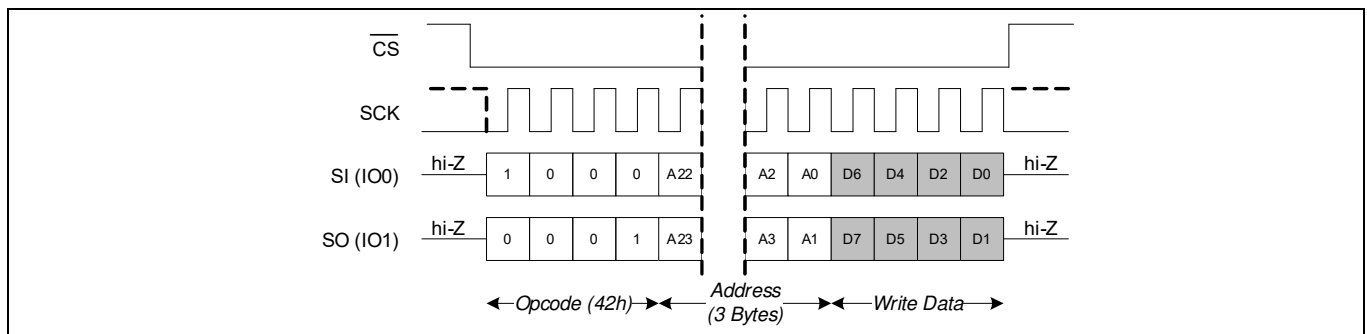 CS
SCK
SI (IO0) hi-Z 1 0 0 0 A22 A2 A0 D6 D4 D2 D0 hi-Z
SO (IO1) hi-Z 0 0 0 1 A23 A3 A1 D7 D5 D3 D1 hi-Z
Opcode (42h) Address (3 Bytes) Write Data